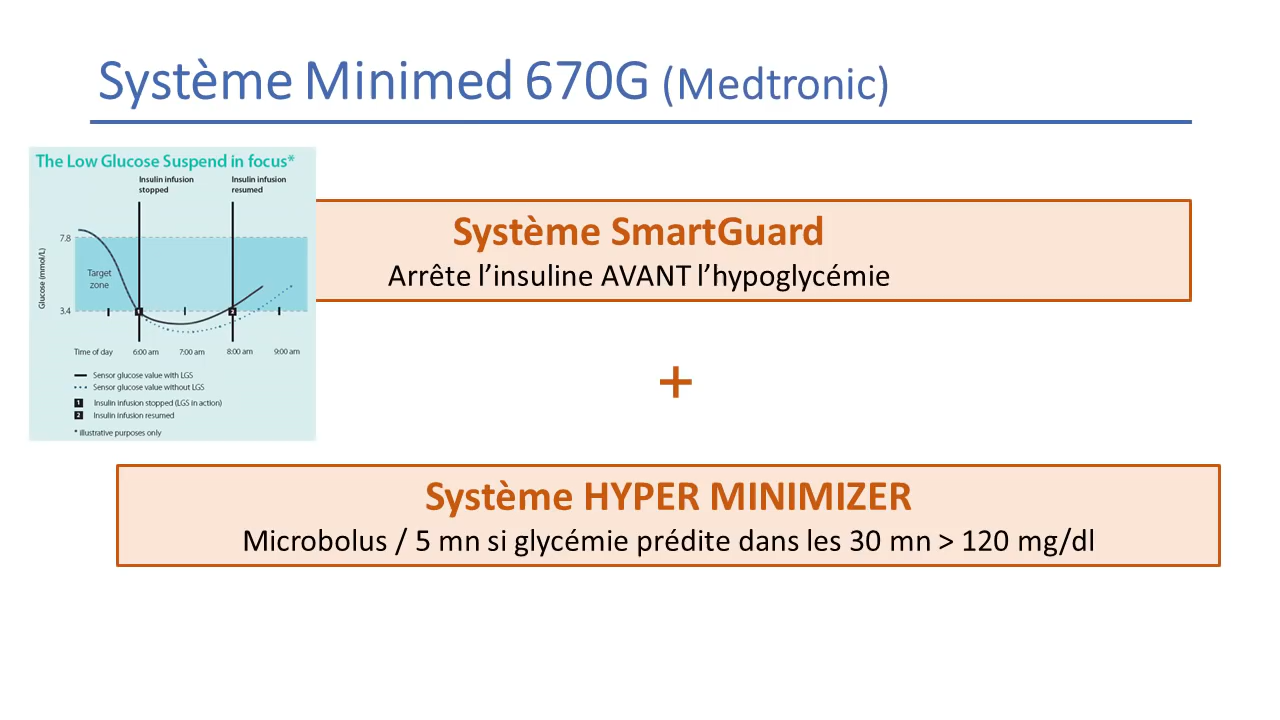 Système Minimed 670G (Medtronic)
The Low Glucose Suspend in focus*
Insulin infusion stopped
Insulin infusion resumed
7.8
Glucose (mmol/L)
Target zone
3.4
1
2
Time of day 6:00 am 7:00 am 8:00 am 9:00 am
Sensor glucose value with LGS
Sensor glucose value without LGS
1 Insulin infusion stopped (LGS in action)
2 Insulin infusion resumed
* illustrative purposes only
Système SmartGuard
Arrête l’insuline AVANT l’hypoglycémie
+
Système HYPER MINIMIZER
Microbolus / 5 mn si glycémie prédite dans les 30 mn > 120 mg/dl